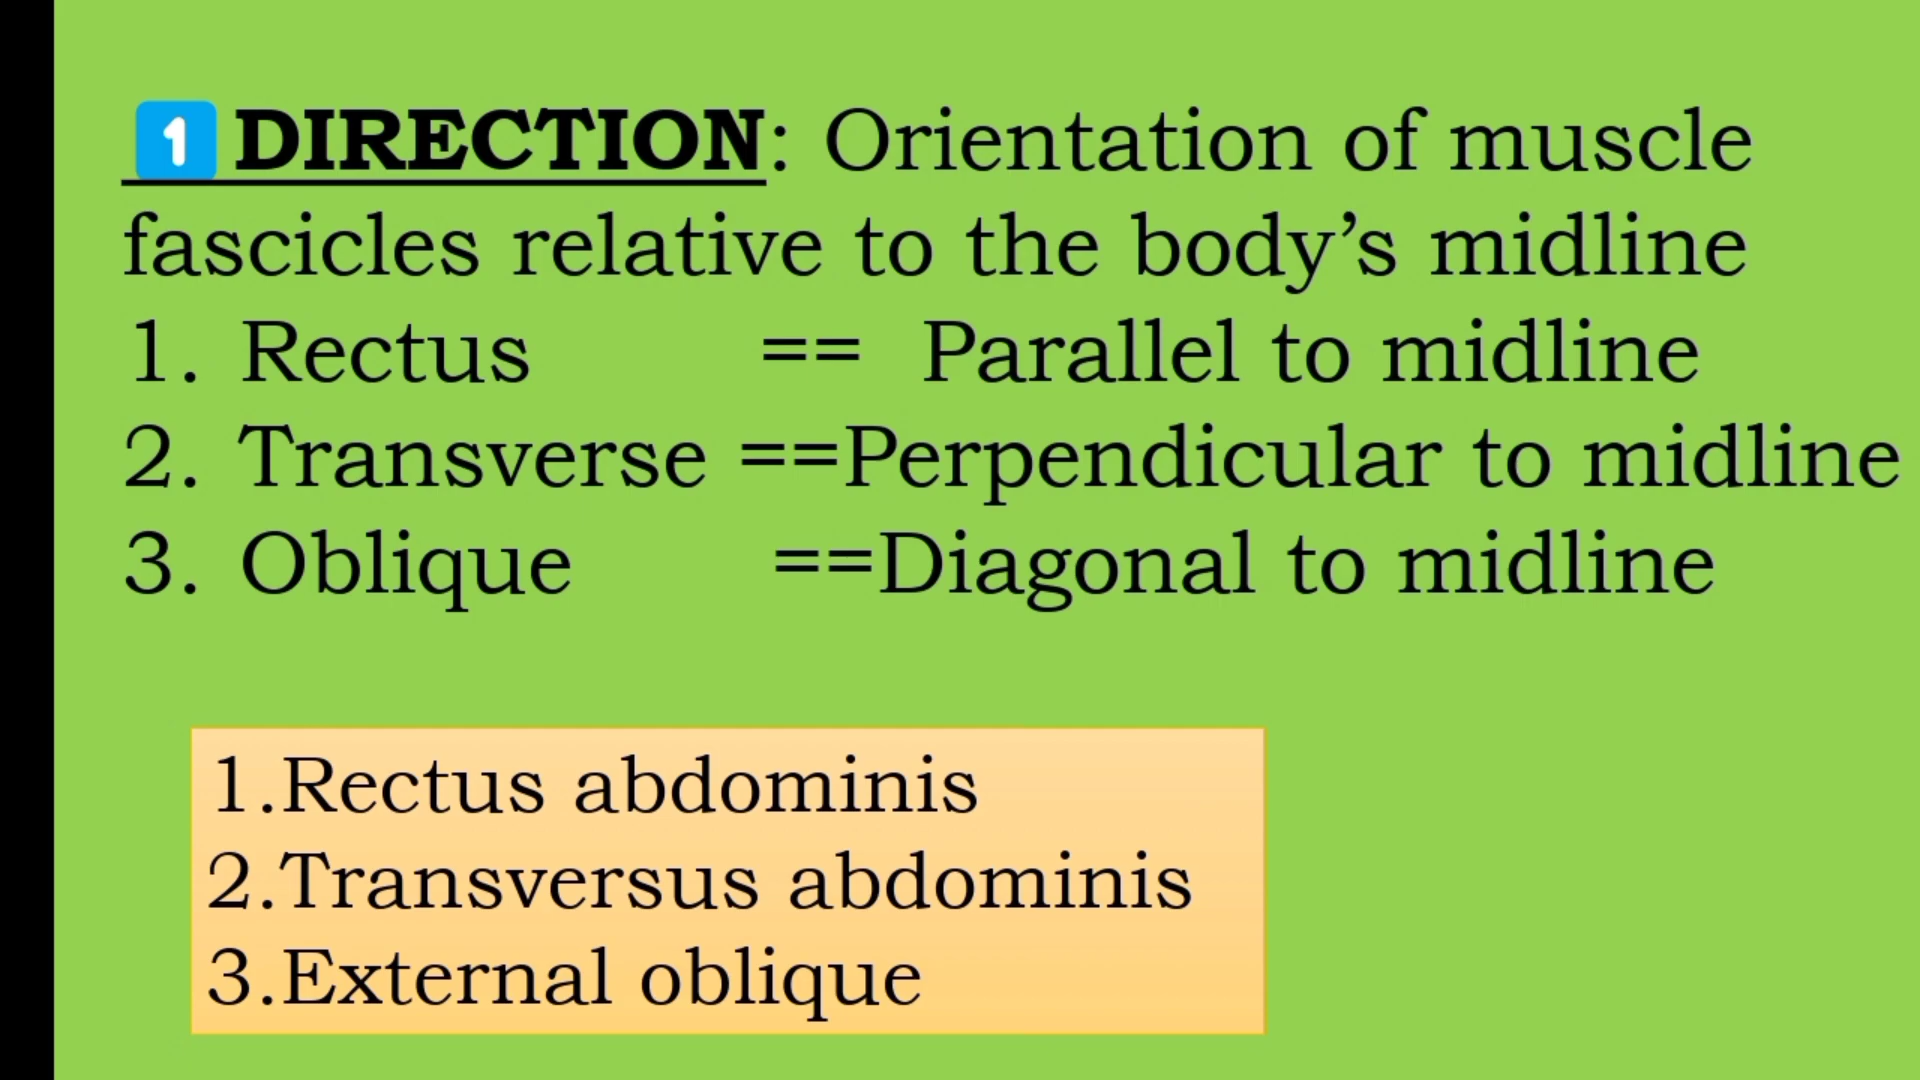 1 DIRECTION: Orientation of muscle
fascicles relative to the body’s midline
1. Rectus == Parallel to midline
2. Transverse ==Perpendicular to midline
3. Oblique ==Diagonal to midline
1.Rectus abdominis
2.Transversus abdominis
3.External oblique